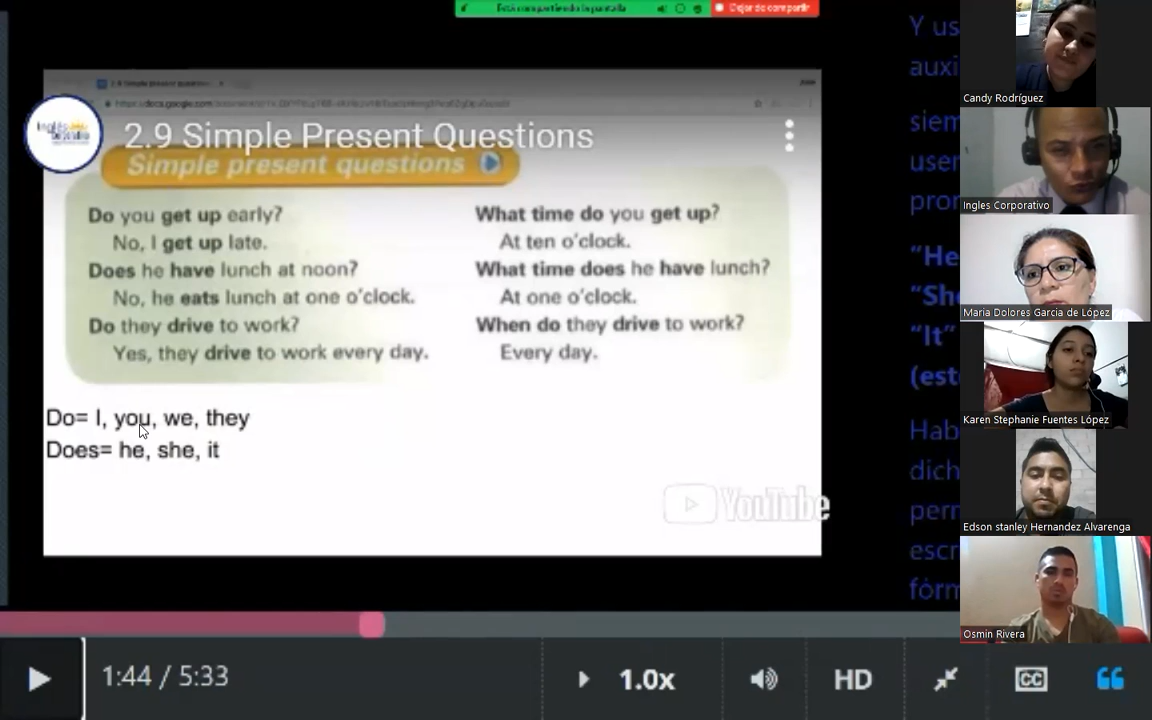 Está compartiendo la pantalla
Dejar de compartir
2.9 Simple Present Questions
Simple present questions
Do you get up early?
No, I get up late.
Does he have lunch at noon?
No, he eats lunch at one o'clock.
Do they drive to work?
Yes, they drive to work every day.
What time do you get up?
At ten o'clock.
What time does he have lunch?
At one o'clock.
When do they drive to work?
Every day.
Do= I, you, we, they
Does= he, she, it
YouTube
1:44 / 5:33
1.0x
HD
CC
Y us
auxi
siem
user
pron
"He
"Sh
"It"
(est
Hab
dich
perm
escr
fórm
Candy Rodríguez
Ingles Corporativo
Maria Dolores Garcia de López
Karen Stephanie Fuentes López
Edson stanley Hernandez Alvarenga
Osmin Rivera